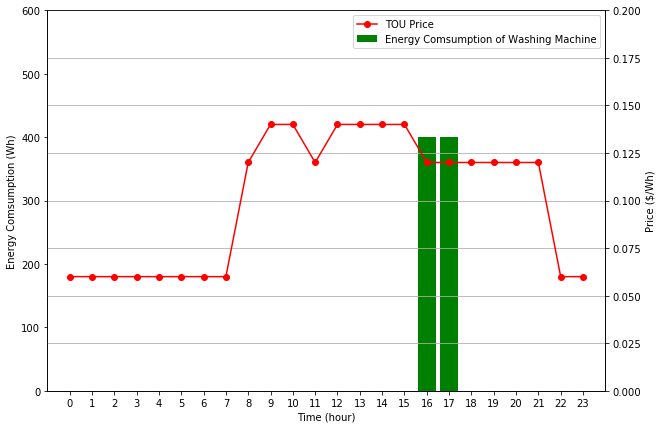 TOU Price
Energy Comsumption of Washing Machine
600
500
400
300
200
100
0
Energy Comsumption (Wh)
0.200
0.175
0.150
0.125
0.100
0.075
0.050
0.025
0.000
Price ($/Wh)
0 1 2 3 4 5 6 7 8 9 10 11 12 13 14 15 16 17 18 19 20 21 22 23
Time (hour)